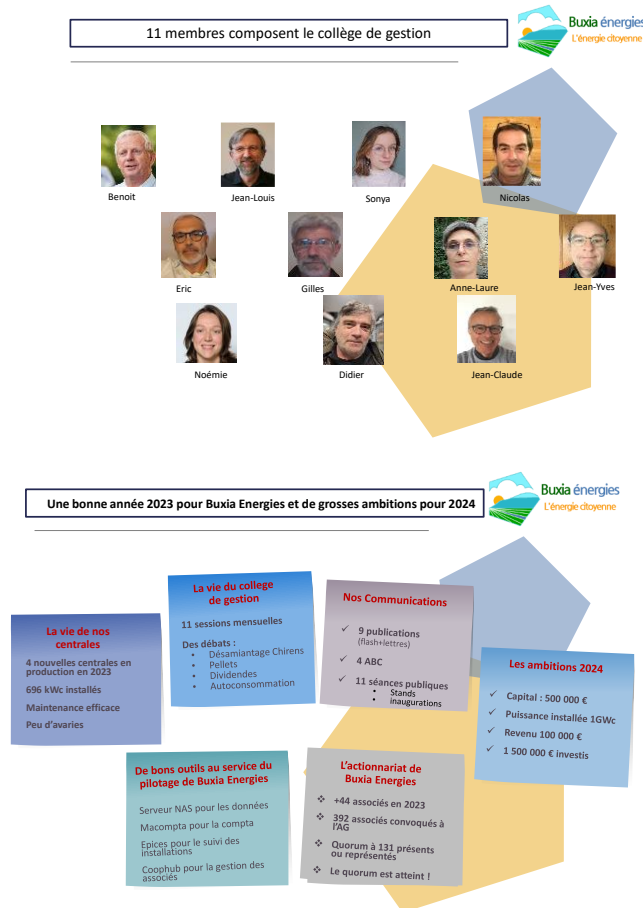 11 membres composent le collège de gestion
Buxia énergies
L'énergie citoyenne
Benoit
Jean-Louis
Sonya
Nicolas
Eric
Gilles
Anne-Laure
Jean-Yves
Noémie
Didier
Jean-Claude
Une bonne année 2023 pour Buxia Energies et de grosses ambitions pour 2024
Buxia énergies
L'énergie citoyenne
La vie de nos
centrales
4 nouvelles centrales en
production en 2023
696 kWc installés
Maintenance efficace
Peu d'avaries
La vie du college
de gestion
11 sessions mensuelles
Des débats :
• Désamiantage Chirens
• Pellets
• Dividendes
• Autoconsommation
Nos Communications
✓ 9 publications
(flash+lettres)
✓ 4 ABC
✓ 11 séances publiques
• Stands
• inaugurations
Les ambitions 2024
✓ Capital : 500 000 €
✓ Puissance installée 1GWc
✓ Revenu 100 000 €
✓ 1 500 000 € investis
De bons outils au service du
pilotage de Buxia Energies
Serveur NAS pour les données
Macompta pour la compta
Epices pour le suivi des
installations
Coophub pour la gestion des
associés
L'actionnariat de
Buxia Energies
❖ +44 associés en 2023
❖ 392 associés convoqués à
l'AG
❖ Quorum à 131 présents
ou représentés
❖ Le quorum est atteint !